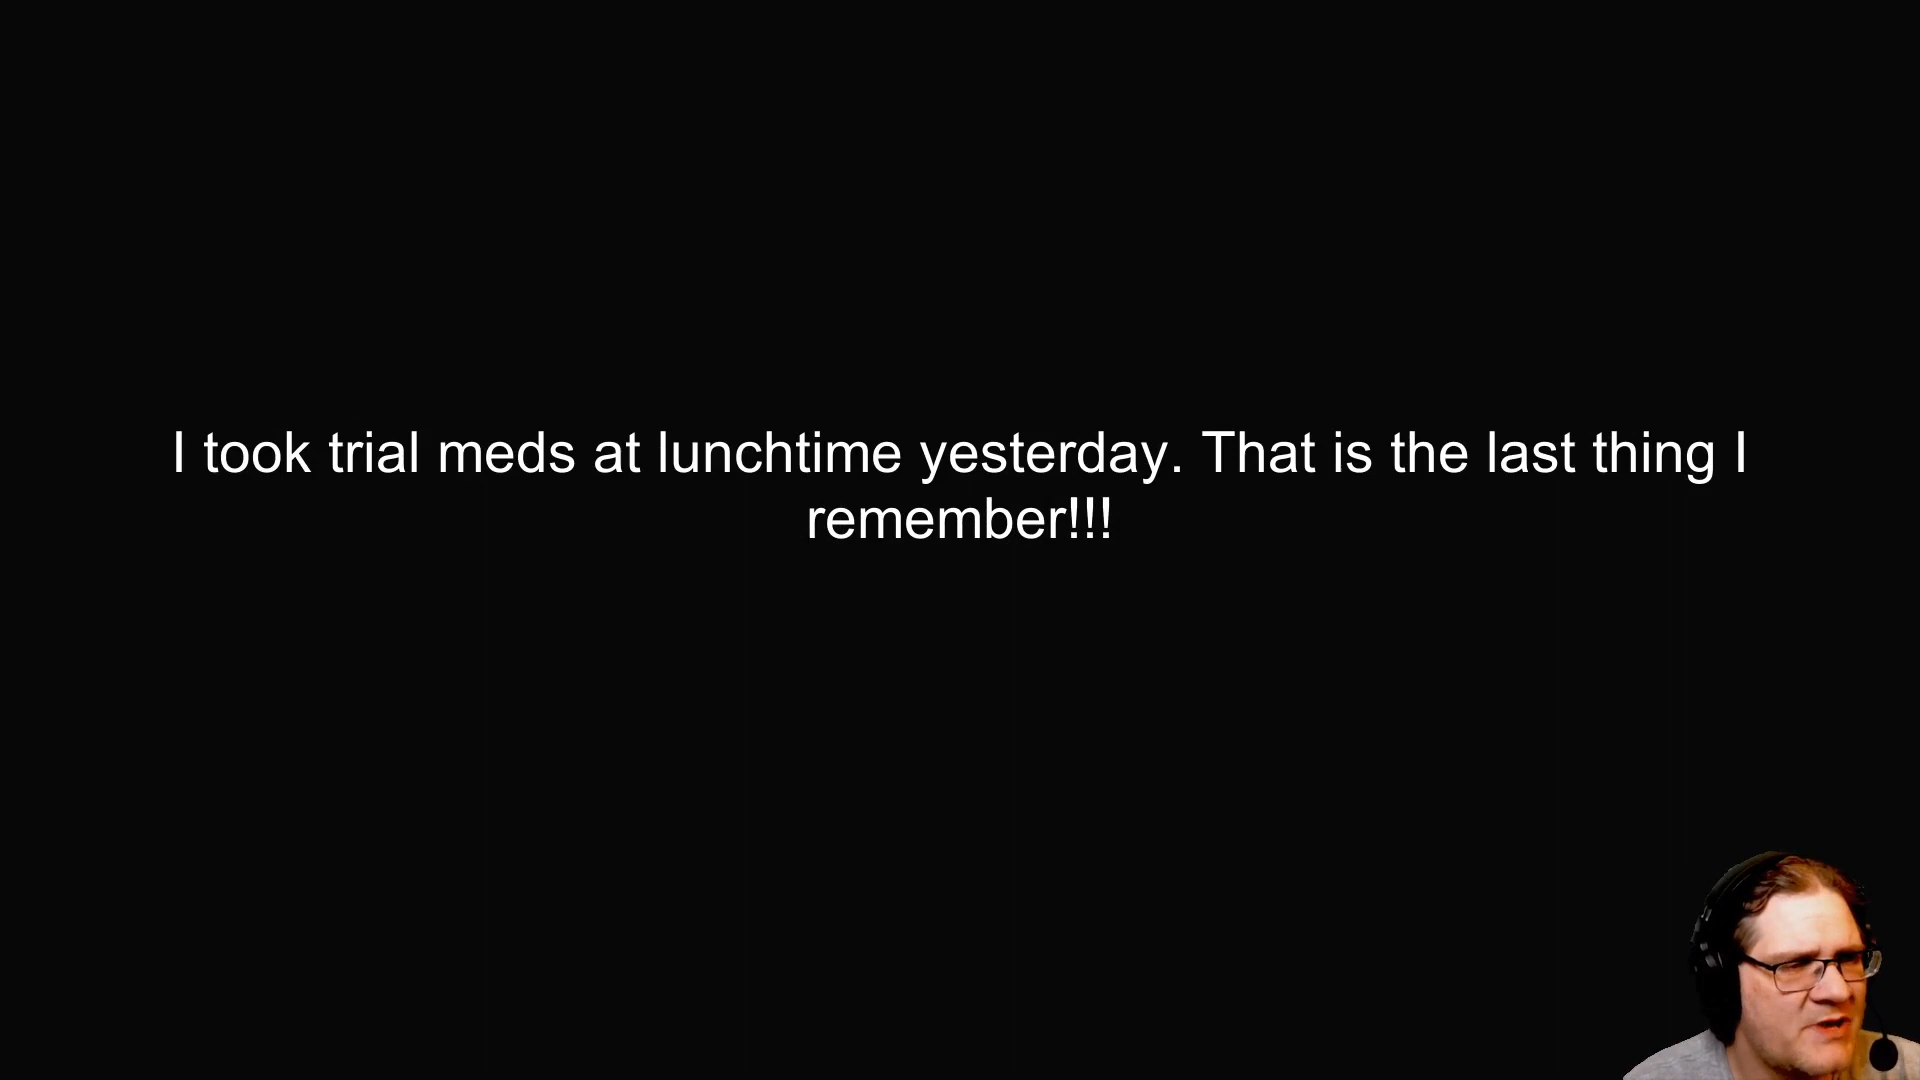 I took trial meds at lunchtime yesterday. That is the last thing I
remember!!!